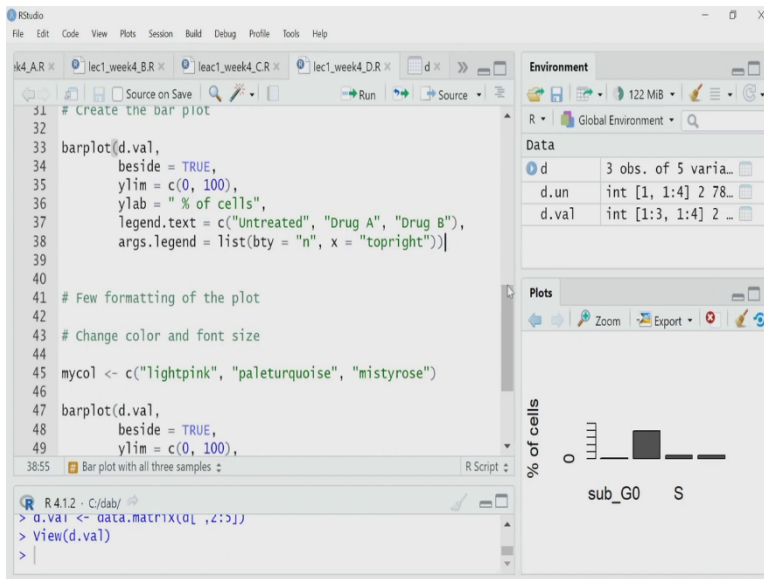 RStudio
File Edit Code View Plots Session Build Debug Profile Tools Help
k4_A.R × lec1_week4_B.R × leac1_week4_C.R × lec1_week4_D.R × d ×
Source on Save Run Source
31 # Create the bar plot
32
33 barplot(d.val,
34 beside = TRUE,
35 ylim = c(0, 100),
36 ylab = " % of cells",
37 legend.text = c("Untreated", "Drug A", "Drug B"),
38 args.legend = list(bty = "n", x = "topright"))
39
40
41 # Few formatting of the plot
42
43 # Change color and font size
44
45 mycol <- c("lightpink", "paleturquoise", "mistyrose")
46
47 barplot(d.val,
48 beside = TRUE,
49 ylim = c(0, 100),
38:55 Bar plot with all three samples R Script
R 4.1.2 · C:/dab/
> d.val <- data.matrix(d[ ,2:5])
> View(d.val)
>
Environment
122 MiB
R Global Environment
Data
d 3 obs. of 5 varia…
d.un int [1, 1:4] 2 78…
d.val int [1:3, 1:4] 2 …
Plots
Zoom Export
% of cells
0
sub_G0 S